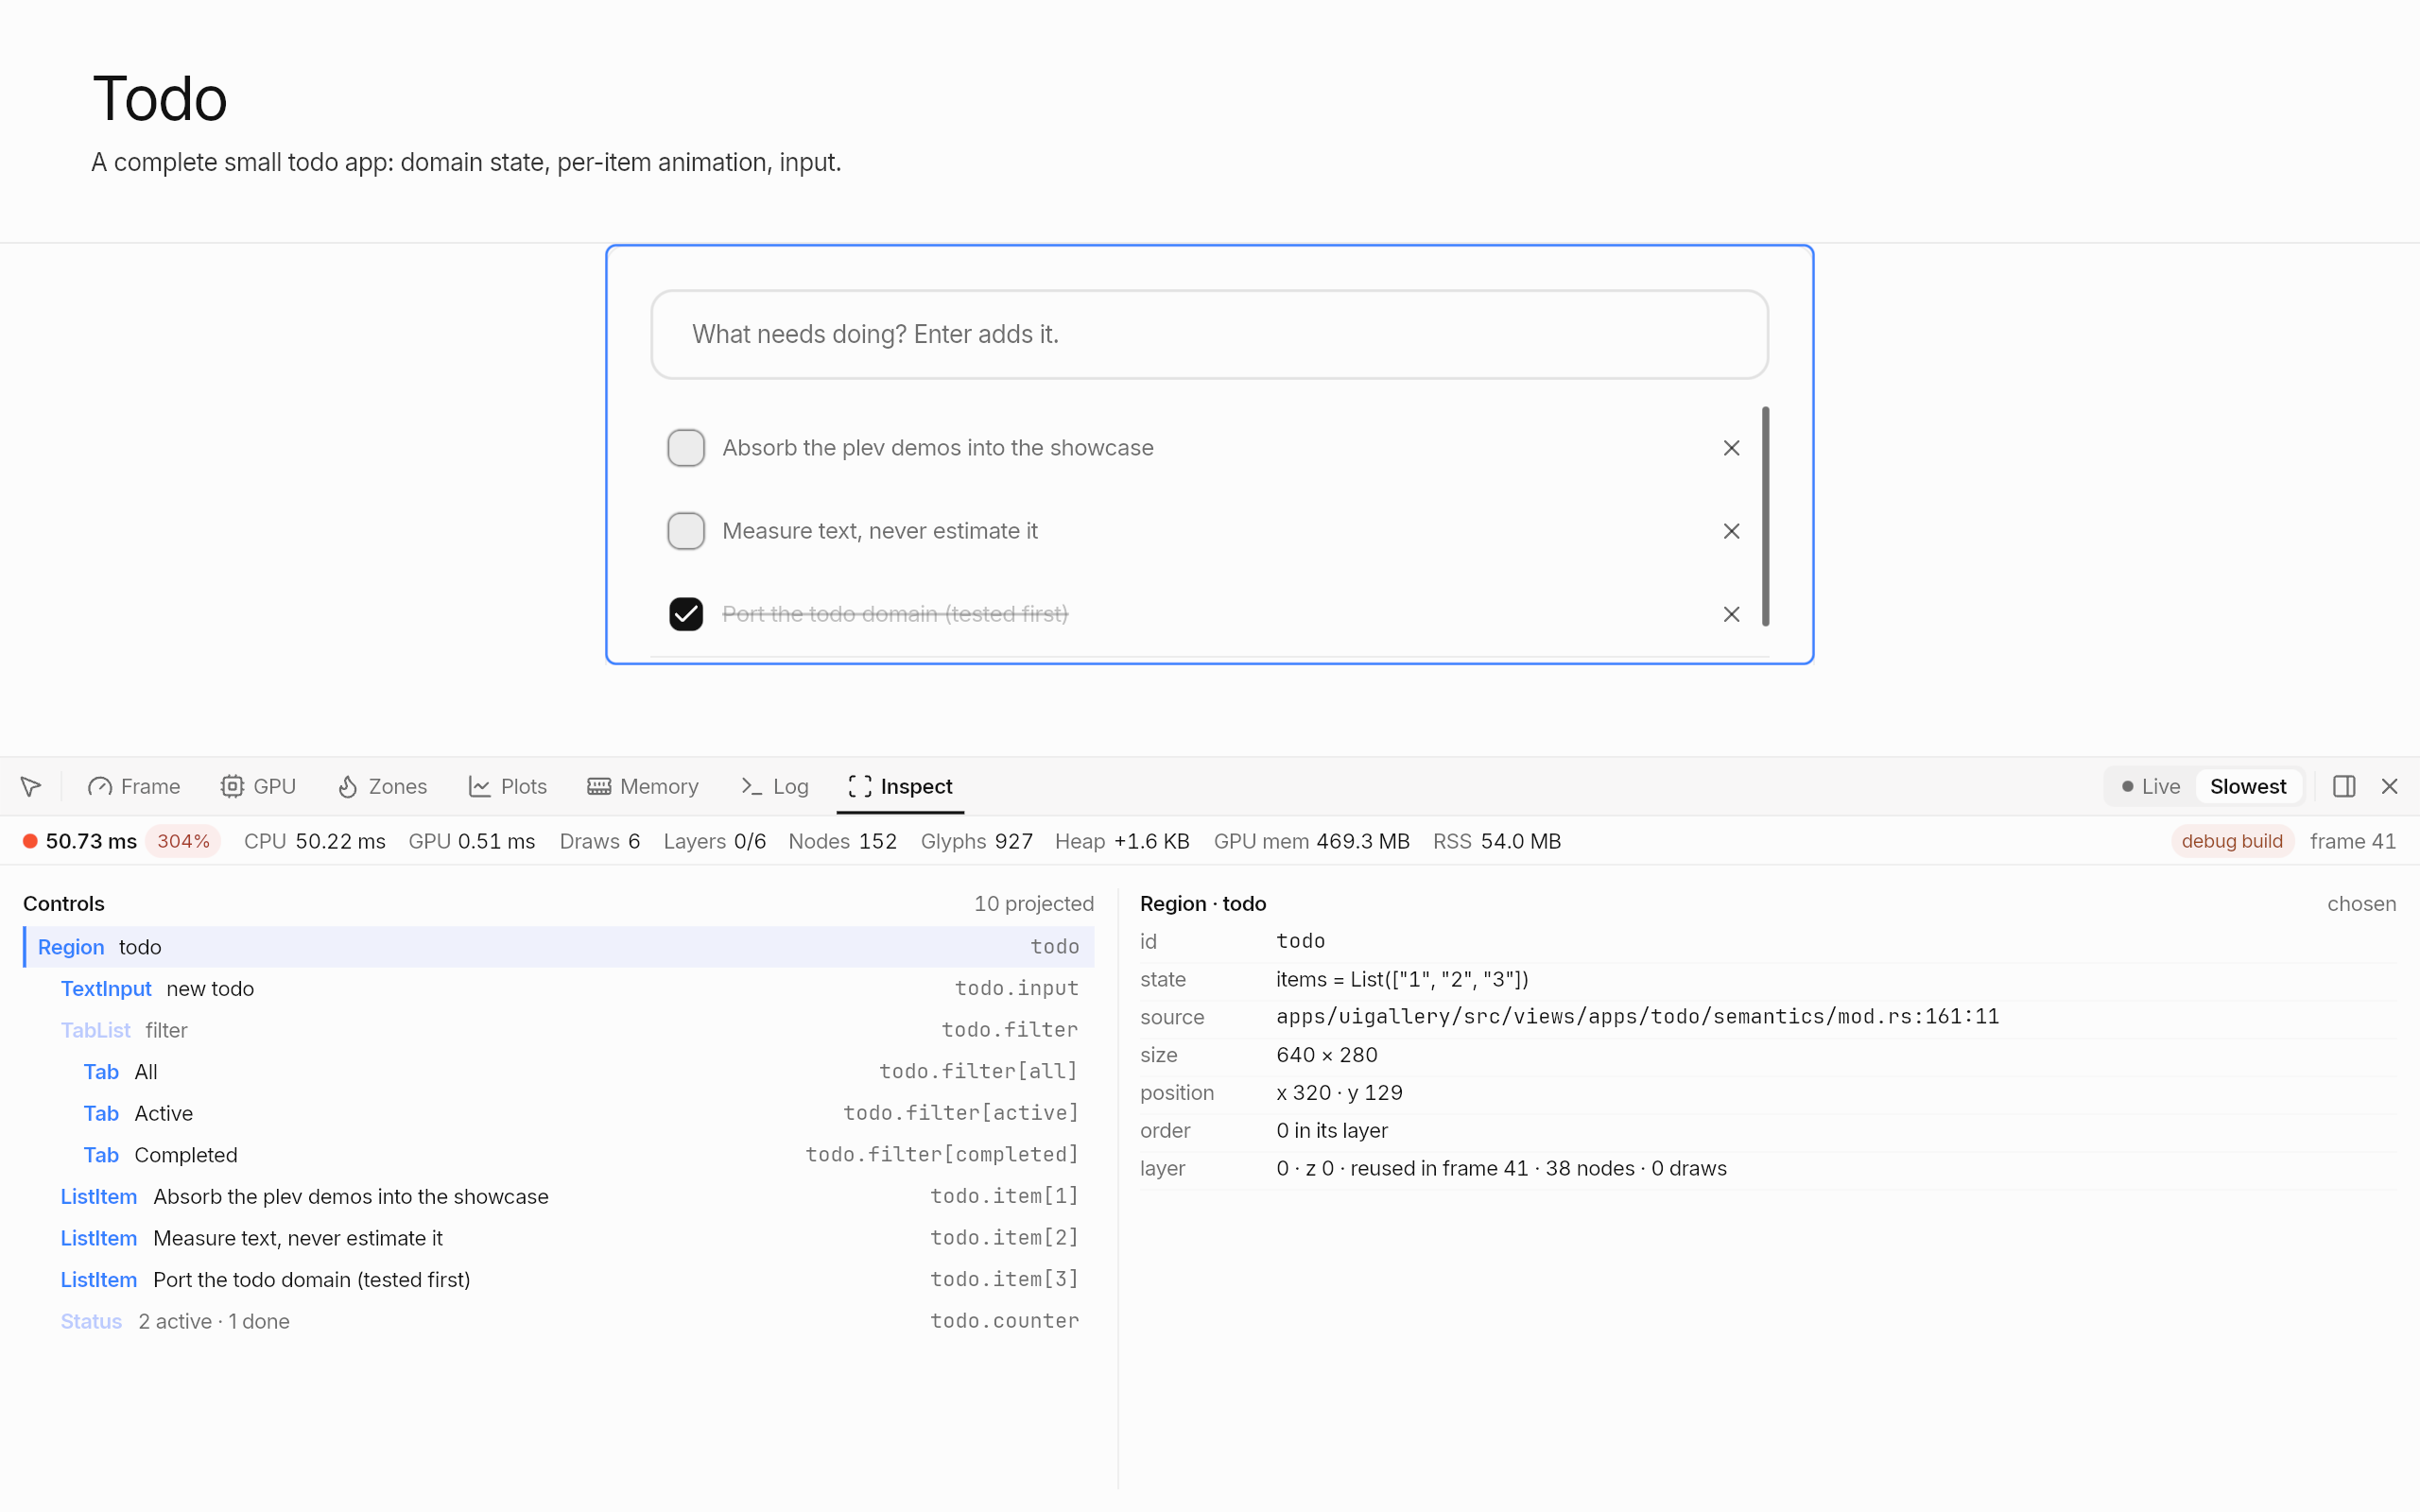 Todo
A complete small todo app: domain state, per-item animation, input.
What needs doing? Enter adds it.
Absorb the plev demos into the showcase
Measure text, never estimate it
Port the todo domain (tested first)
Frame GPU Zones Plots Memory Log Inspect Live Slowest
50.73 ms 304% CPU 50.22 ms GPU 0.51 ms Draws 6 Layers 0/6 Nodes 152 Glyphs 927 Heap +1.6 KB GPU mem 469.3 MB RSS 54.0 MB debug build frame 41
Controls 10 projected
Region todo todo
TextInput new todo todo.input
TabList filter todo.filter
Tab All todo.filter[all]
Tab Active todo.filter[active]
Tab Completed todo.filter[completed]
ListItem Absorb the plev demos into the showcase todo.item[1]
ListItem Measure text, never estimate it todo.item[2]
ListItem Port the todo domain (tested first) todo.item[3]
Status 2 active · 1 done todo.counter
Region · todo chosen
id todo
state items = List(["1", "2", "3"])
source apps/uigallery/src/views/apps/todo/semantics/mod.rs:161:11
size 640 × 280
position x 320 · y 129
order 0 in its layer
layer 0 · z 0 · reused in frame 41 · 38 nodes · 0 draws